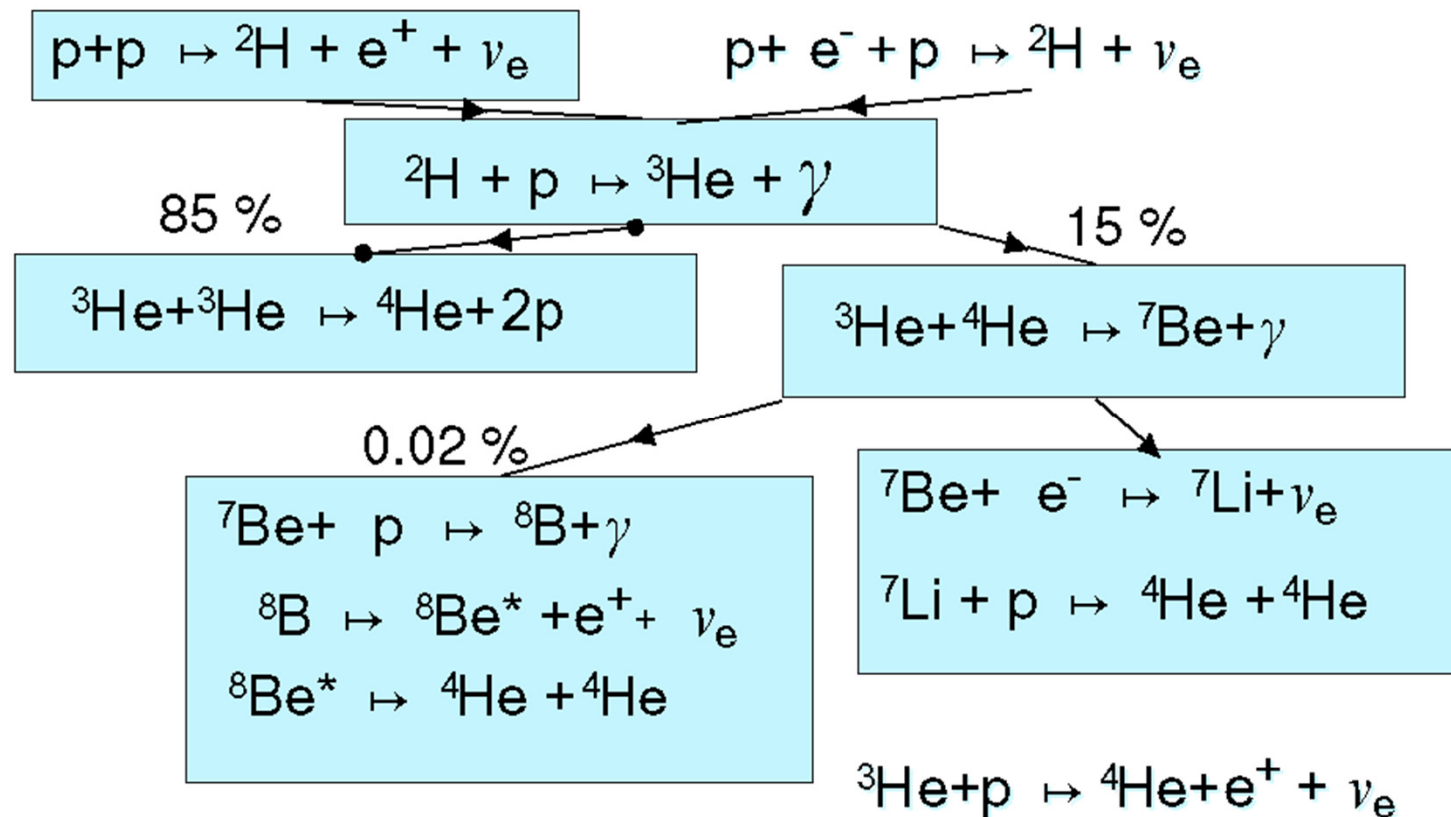 p+p ↦ ²H + e⁺ + νₑ
p+ e⁻ + p ↦ ²H + νₑ
²H + p ↦ ³He + γ
85 %
15 %
³He+³He ↦ ⁴He+2p
³He+⁴He ↦ ⁷Be+γ
0.02 %
⁷Be+ p ↦ ⁸B+γ
⁸B ↦ ⁸Be* +e⁺+ νₑ
⁸Be* ↦ ⁴He +⁴He
⁷Be+ e⁻ ↦ ⁷Li+νₑ
⁷Li + p ↦ ⁴He +⁴He
³He+p ↦ ⁴He+e⁺ + νₑ